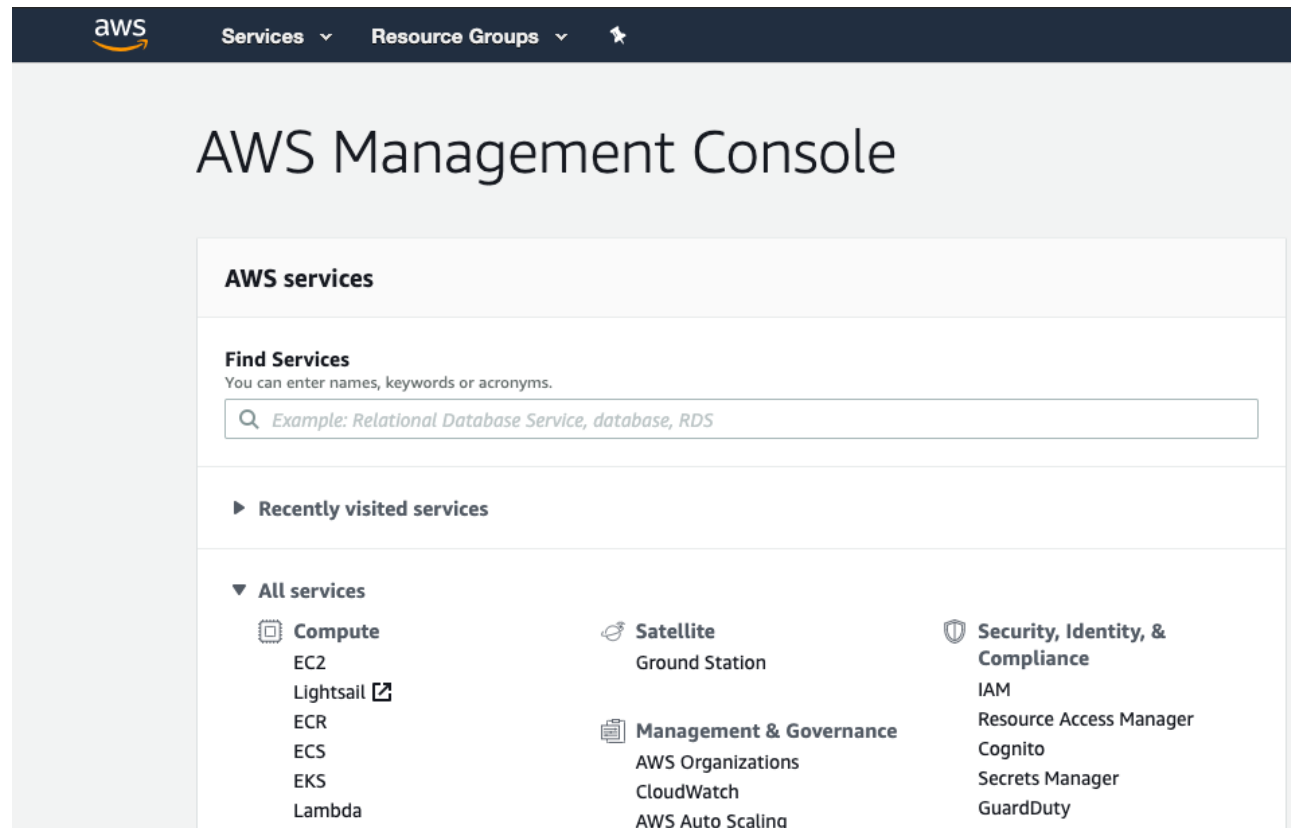 aws
Services
Resource Groups
AWS Management Console
AWS services
Find Services
You can enter names, keywords or acronyms.
Example: Relational Database Service, database, RDS
Recently visited services
All services
Compute
EC2
Lightsail
ECR
ECS
EKS
Lambda
Satellite
Ground Station
Management & Governance
AWS Organizations
CloudWatch
AWS Auto Scaling
Security, Identity, &
Compliance
IAM
Resource Access Manager
Cognito
Secrets Manager
GuardDuty